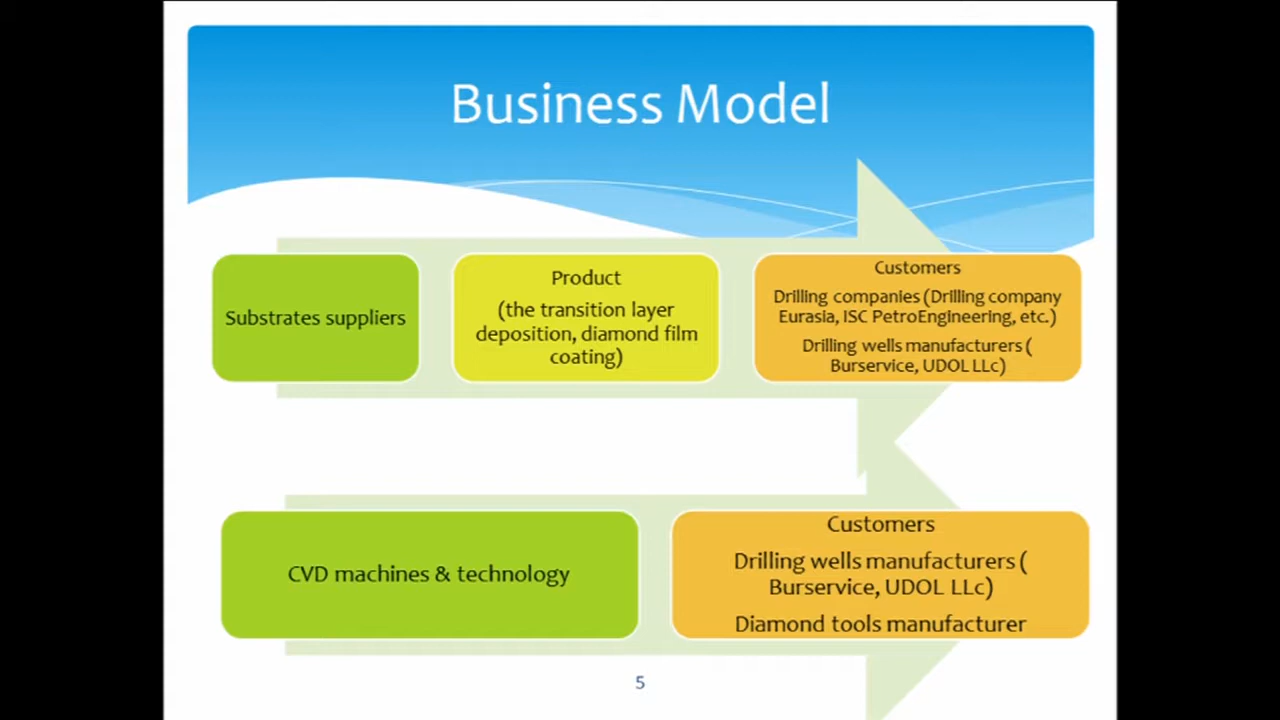 Business Model
Substrates suppliers
Product
(the transition layer
deposition, diamond film
coating)
Customers
Drilling companies (Drilling company
Eurasia, ISC PetroEngineering, etc.)
Drilling wells manufacturers (
Burservice, UDOL LLc)
CVD machines & technology
Customers
Drilling wells manufacturers (
Burservice, UDOL LLc)
Diamond tools manufacturer
5